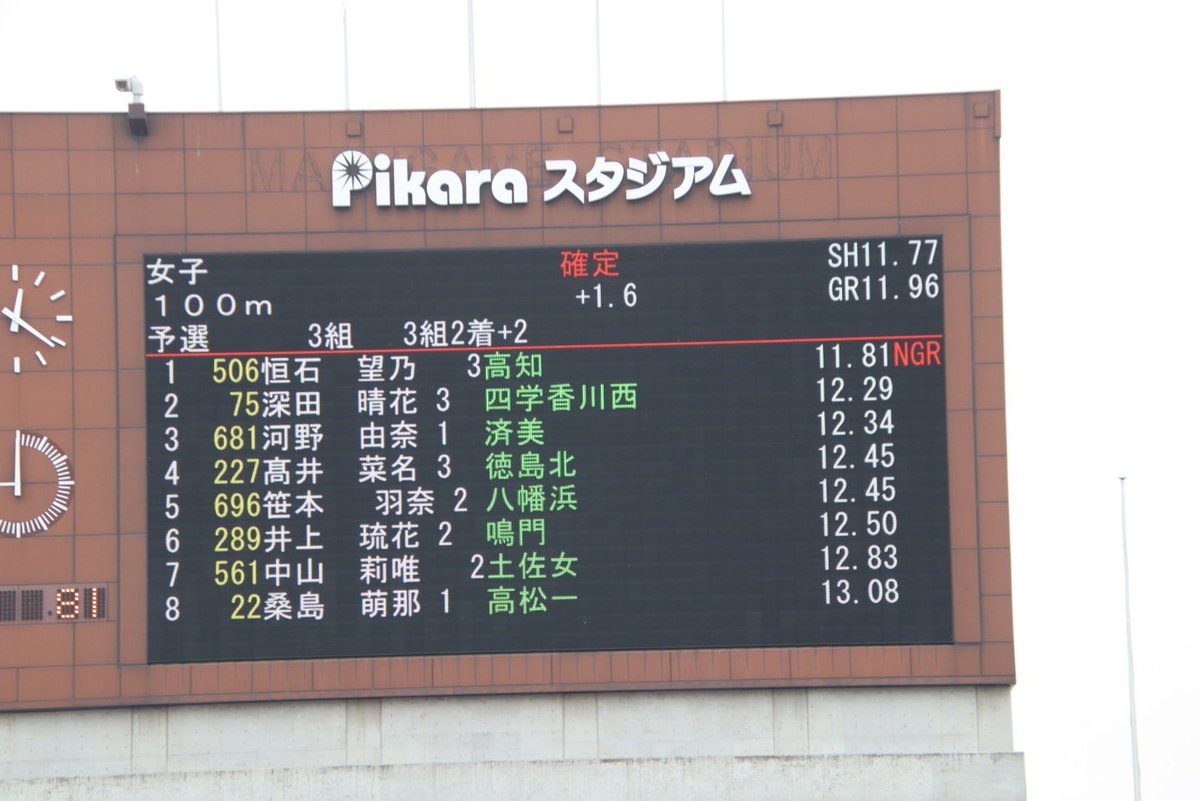 MARUGAME STADIUM
Pikara スタジアム
女子 確定 SH11.77
100m +1.6 GR11.96
予選 3組 3組2着+2
1 506恒石 望乃 3高知 11.81NGR
2 75深田 晴花 3 四学香川西 12.29
3 681河野 由奈 1 済美 12.34
4 227髙井 菜名 3 徳島北 12.45
5 696笹本 羽奈 2 八幡浜 12.45
6 289井上 琉花 2 鳴門 12.50
7 561中山 莉唯 2土佐女 12.83
8 22桑島 萌那 1 高松一 13.08
.81